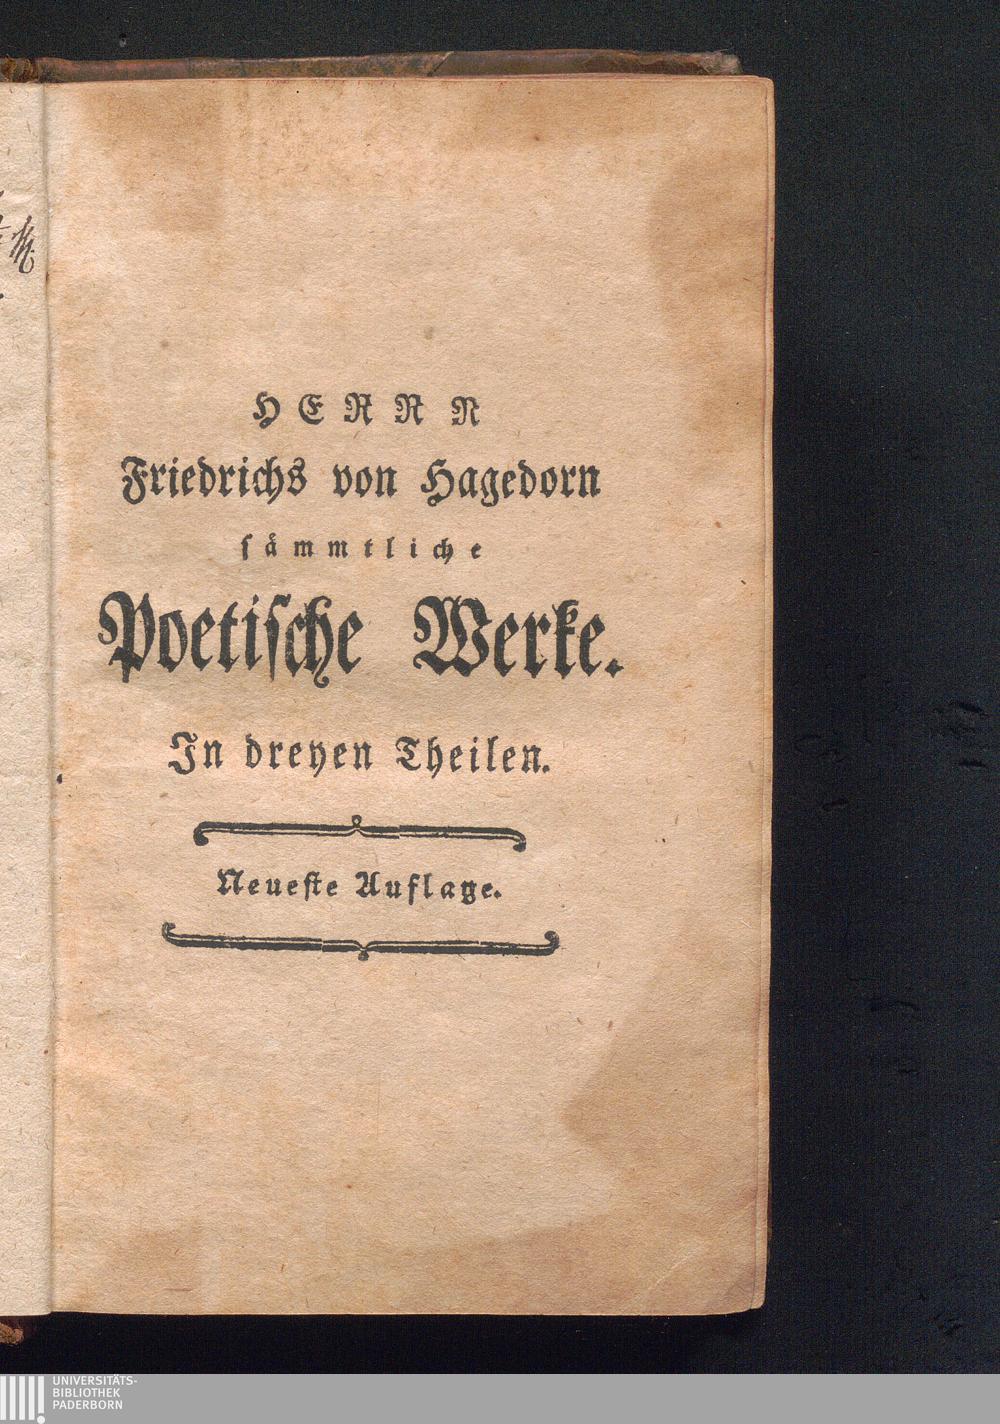 HERRN
Friedrichs von Hagedorn
ſämmtliche
Poetiſche Werke.
In dreyen Theilen.
Neueſte Auflage.
UNIVERSITÄTS-
BIBLIOTHEK
PADERBORN